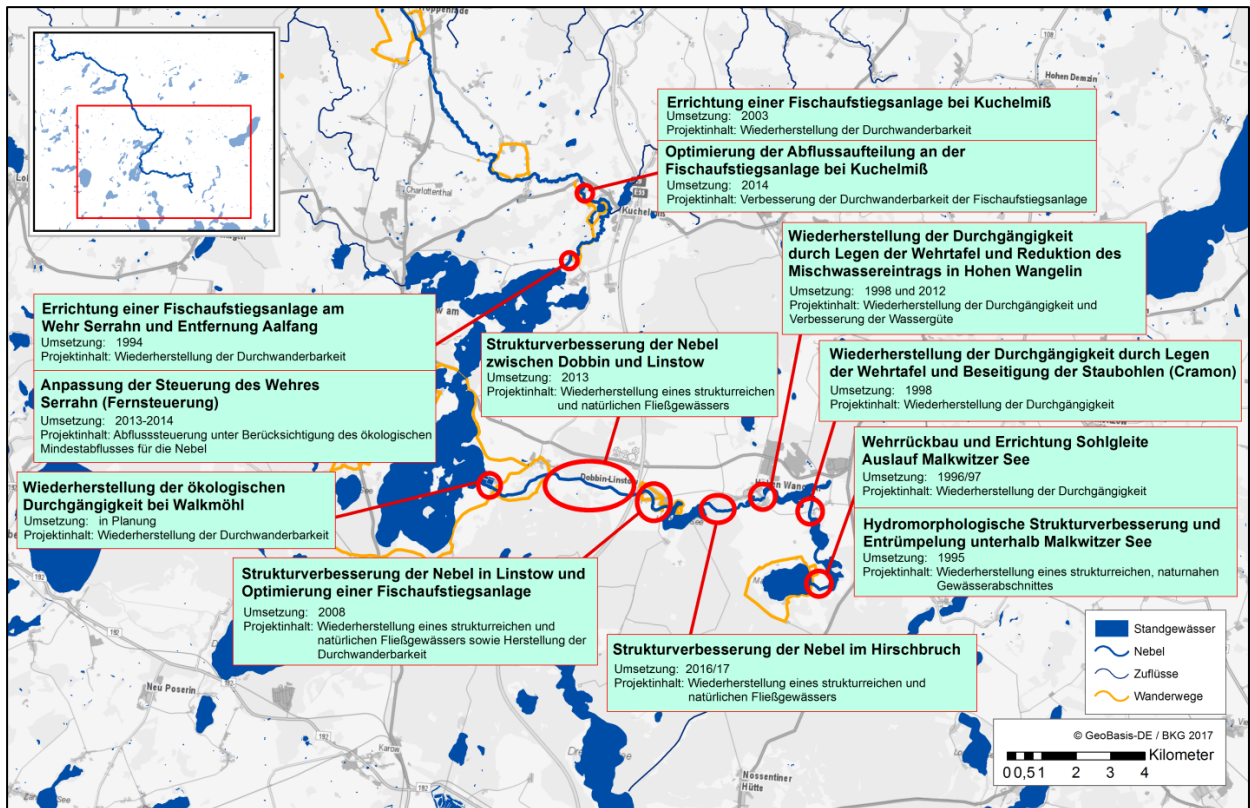 Hoppenrade
108
Hohen Demzin
Errichtung einer Fischaufstiegsanlage bei Kuchelmiß
Umsetzung: 2003
Projektinhalt: Wiederherstellung der Durchwanderbarkeit
Optimierung der Abflussaufteilung an der
Fischaufstiegsanlage bei Kuchelmiß
Umsetzung: 2014
Projektinhalt: Verbesserung der Durchwanderbarkeit der Fischaufstiegsanlage
Charlottenthal
E55
Kuchelmiß
Wiederherstellung der Durchgängigkeit
durch Legen der Wehrtafel und Reduktion des
Mischwassereintrags in Hohen Wangelin
Umsetzung: 1998 und 2012
Projektinhalt: Wiederherstellung der Durchgängigkeit und
Verbesserung der Wassergüte
Errichtung einer Fischaufstiegsanlage am
Wehr Serrahn und Entfernung Aalfang
Umsetzung: 1994
Projektinhalt: Wiederherstellung der Durchwanderbarkeit
Anpassung der Steuerung des Wehres
Serrahn (Fernsteuerung)
Umsetzung: 2013-2014
Projektinhalt: Abflusssteuerung unter Berücksichtigung des ökologischen
Mindestabflusses für die Nebel
am
Strukturverbesserung der Nebel
zwischen Dobbin und Linstow
Umsetzung: 2013
Projektinhalt: Wiederherstellung eines strukturreichen
und natürlichen Fließgewässers
Wiederherstellung der Durchgängigkeit durch Legen
der Wehrtafel und Beseitigung der Staubohlen (Cramon)
Umsetzung: 1998
Projektinhalt: Wiederherstellung der Durchgängigkeit
Wehrrückbau und Errichtung Sohlgleite
Auslauf Malkwitzer See
Umsetzung: 1996/97
Projektinhalt: Wiederherstellung der Durchgängigkeit
Hydromorphologische Strukturverbesserung und
Entrümpelung unterhalb Malkwitzer See
Umsetzung: 1995
Projektinhalt: Wiederherstellung eines strukturreichen, naturnahen
Gewässerabschnittes
Wiederherstellung der ökologischen
Durchgängigkeit bei Walkmöhl
Umsetzung: in Planung
Projektinhalt: Wiederherstellung der Durchwanderbarkeit
Dobbin-Linstow
Strukturverbesserung der Nebel in Linstow und
Optimierung einer Fischaufstiegsanlage
Umsetzung: 2008
Projektinhalt: Wiederherstellung eines strukturreichen und
natürlichen Fließgewässers sowie Herstellung der
Durchwanderbarkeit
Strukturverbesserung der Nebel im Hirschbruch
Umsetzung: 2016/17
Projektinhalt: Wiederherstellung eines strukturreichen und
natürlichen Fließgewässers
192
192
Neu Poserin
Karow
192
Nossentiner
Hütte
Standgewässer
Nebel
Zuflüsse
Wanderwege
© GeoBasis-DE / BKG 2017
Kilometer
0 0,5 1 2 3 4